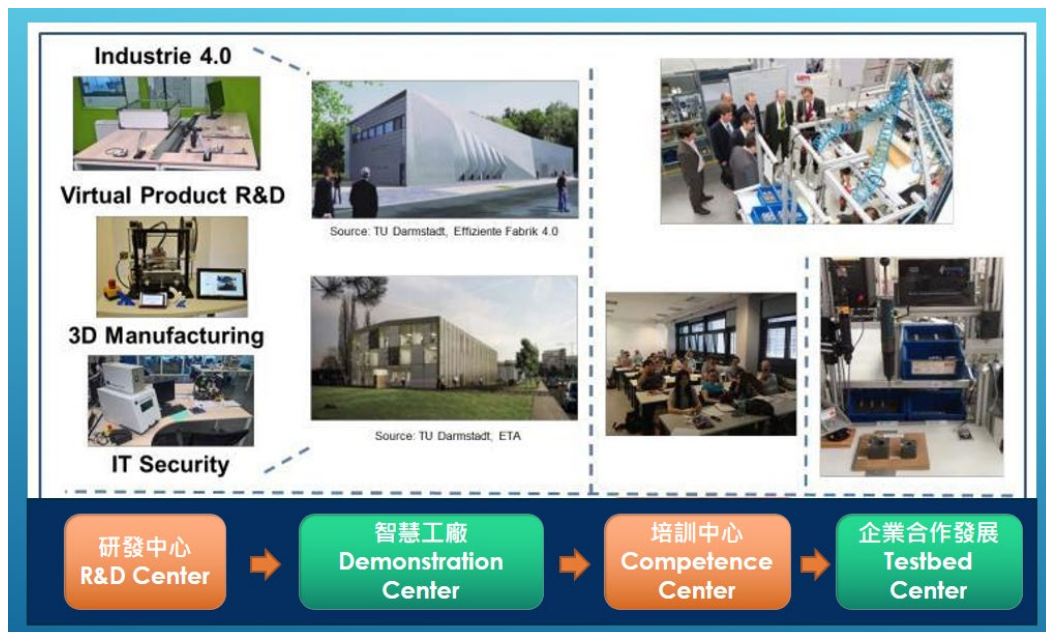 Industrie 4.0
Virtual Product R&D
3D Manufacturing
IT Security
Source: TU Darmstadt, Effiziente Fabrik 4.0
Source: TU Darmstadt, ETA
研發中心
R&D Center
智慧工廠
Demonstration
Center
培訓中心
Competence
Center
企業合作發展
Testbed
Center